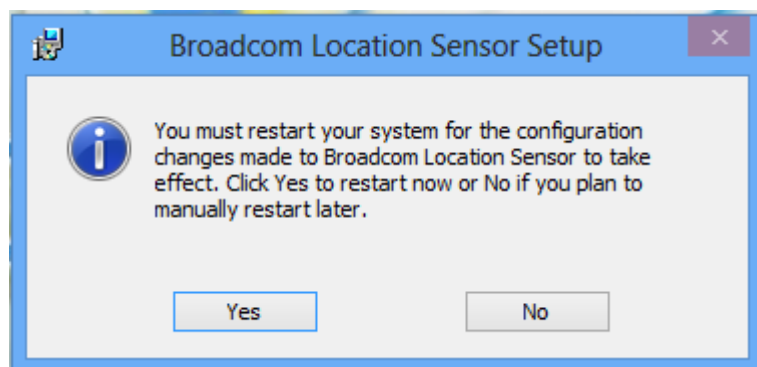 Broadcom Location Sensor Setup
You must restart your system for the configuration
changes made to Broadcom Location Sensor to take
effect. Click Yes to restart now or No if you plan to
manually restart later.
Yes
No